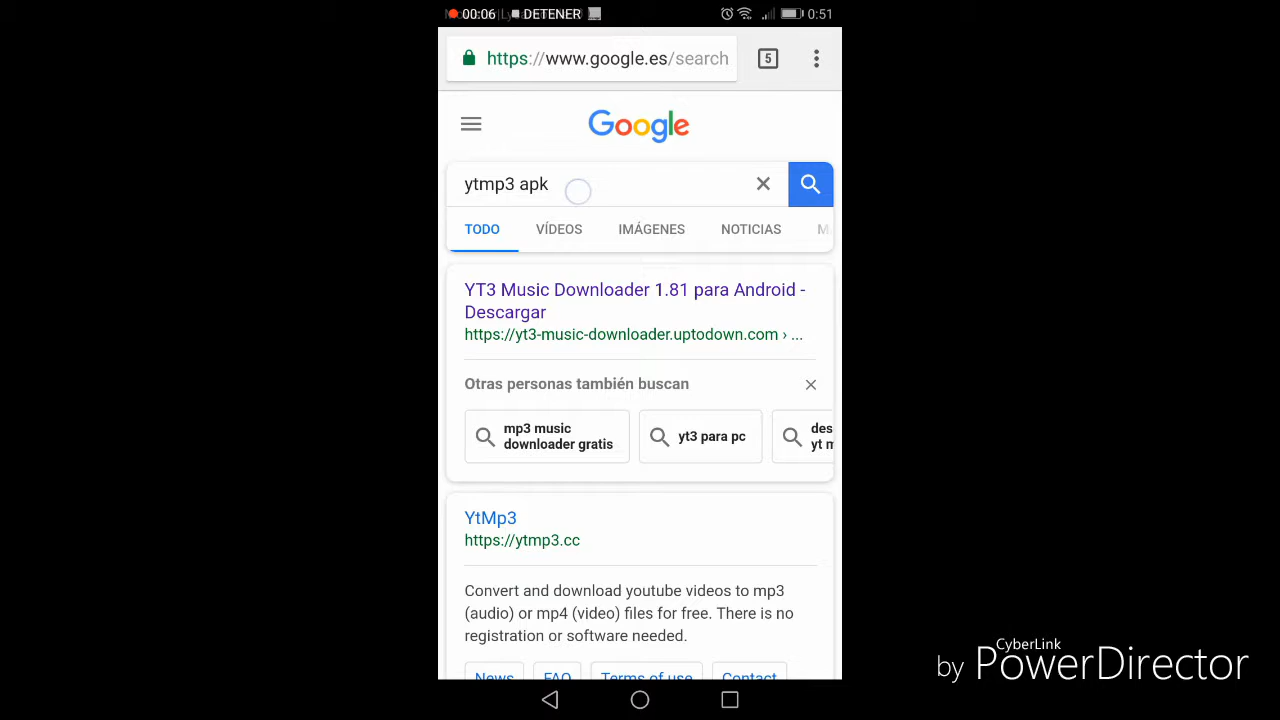 00:06 DETENER 0:51
https://www.google.es/search 5
Google
ytmp3 apk
TODO VÍDEOS IMÁGENES NOTICIAS M
YT3 Music Downloader 1.81 para Android -
Descargar
https://yt3-music-downloader.uptodown.com › ...
Otras personas también buscan
mp3 music
downloader gratis
yt3 para pc
des
yt m
YtMp3
https://ytmp3.cc
Convert and download youtube videos to mp3
(audio) or mp4 (video) files for free. There is no
registration or software needed.
News FAQ Terms of use Contact
CyberLink
by PowerDirector